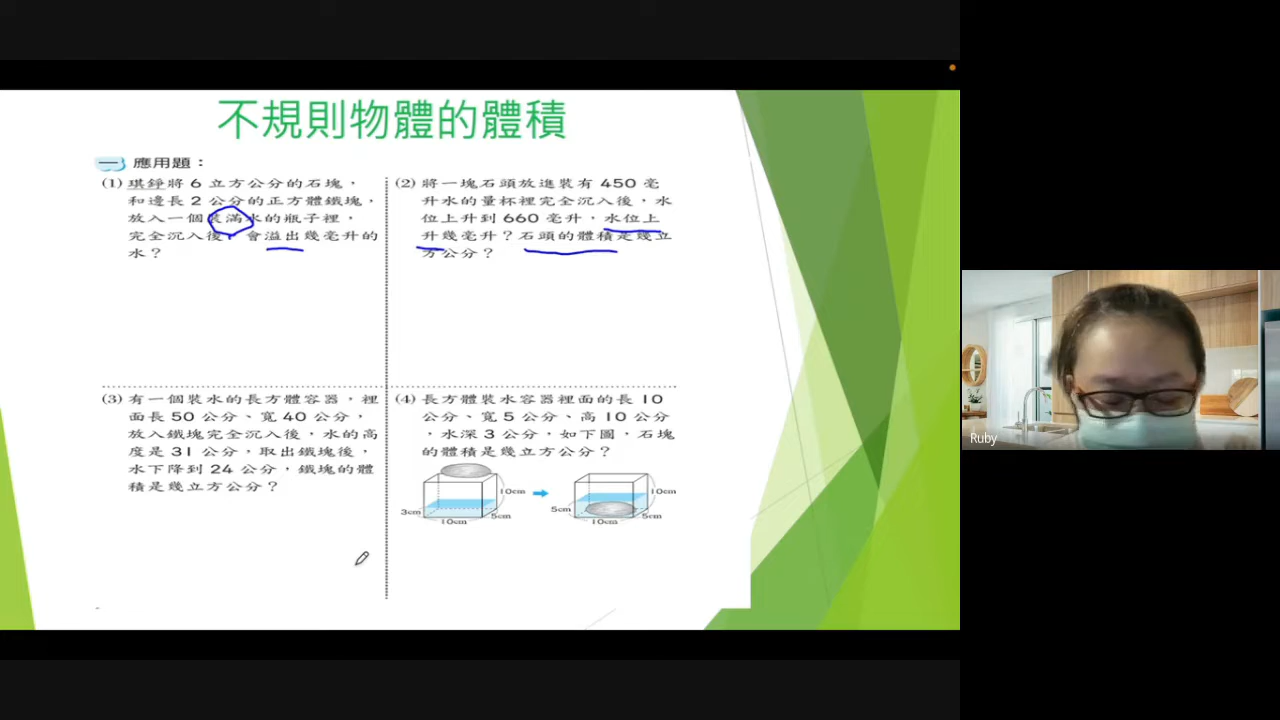 不規則物體的體積
一 應用題：
(1) 琪錚將 6 立方公分的石塊，
和邊長 2 公分的正方體鐵塊，
放入一個裝滿水的瓶子裡，
完全沉入後，會溢出幾毫升的
水？
(2) 將一塊石頭放進裝有 450 毫
升水的量杯裡完全沉入後，水
位上升到 660 毫升，水位上
升幾毫升？石頭的體積是幾立
方公分？
(3) 有一個裝水的長方體容器，裡
面長 50 公分、寬 40 公分，
放入鐵塊完全沉入後，水的高
度是 31 公分，取出鐵塊後，
水下降到 24 公分，鐵塊的體
積是幾立方公分？
(4) 長方體裝水容器裡面的長 10
公分、寬 5 公分、高 10 公分
，水深 3 公分，如下圖，石塊
的體積是幾立方公分？
10cm
3cm
5cm
10cm
10cm
5cm
5cm
10cm
Ruby